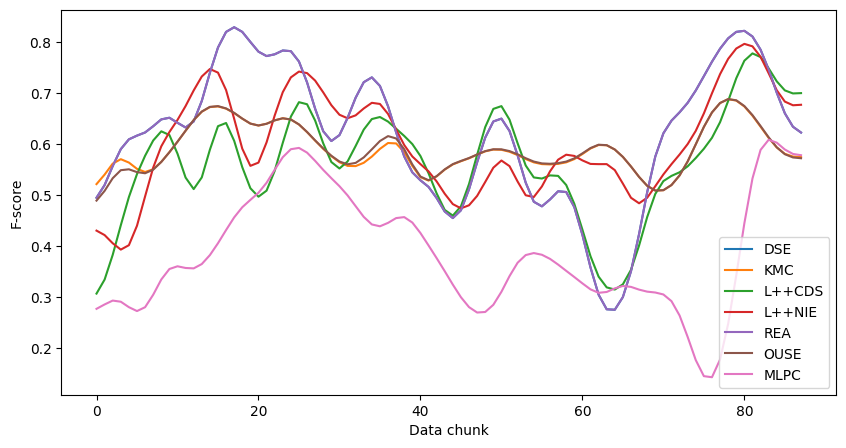 F-score
0.8
0.7
0.6
0.5
0.4
0.3
0.2
0 20 40 60 80
Data chunk
DSE
KMC
L++CDS
L++NIE
REA
OUSE
MLPC